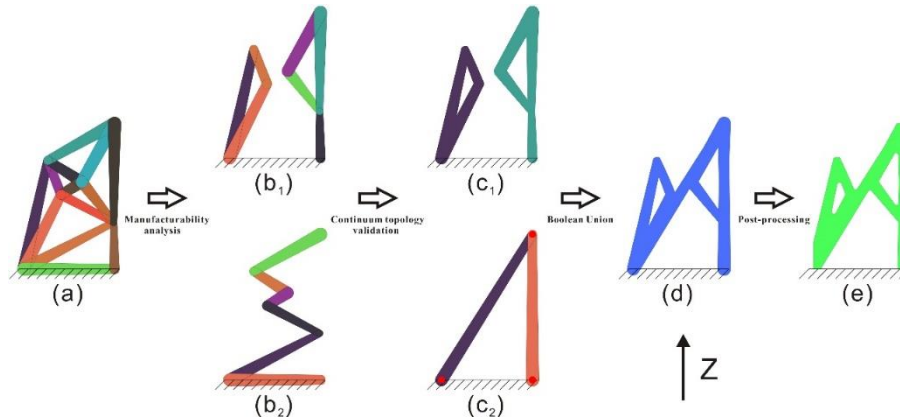 (b₁)
(c₁)
Manufacturability
analysis
Continuum topology
validation
Boolean Union
Post-processing
(a)
(d)
(e)
(b₂)
(c₂)
Z